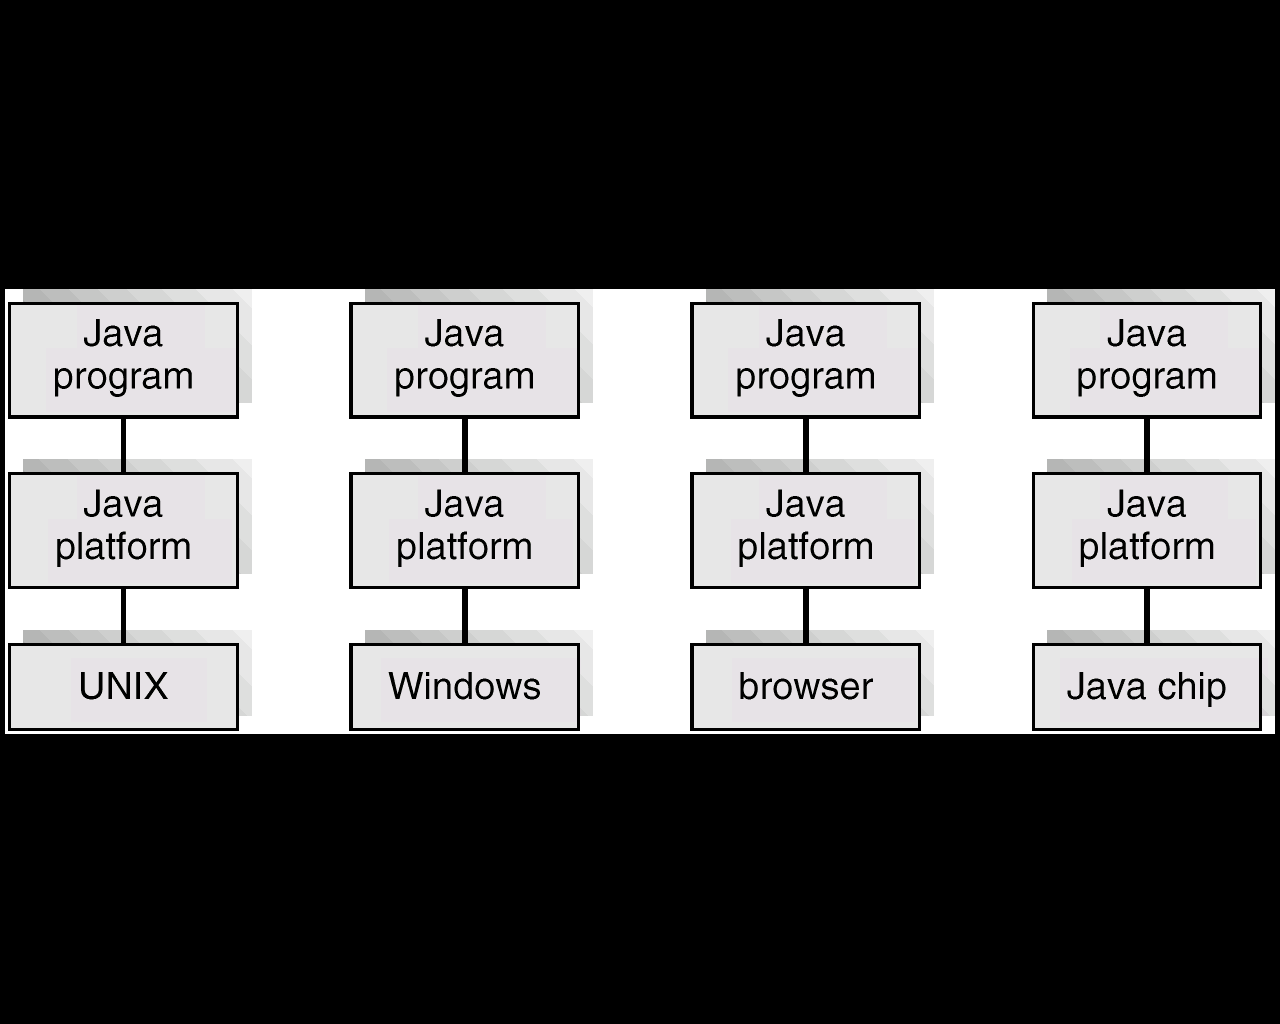 Java
program
Java
program
Java
program
Java
program
Java
platform
Java
platform
Java
platform
Java
platform
UNIX
Windows
browser
Java chip